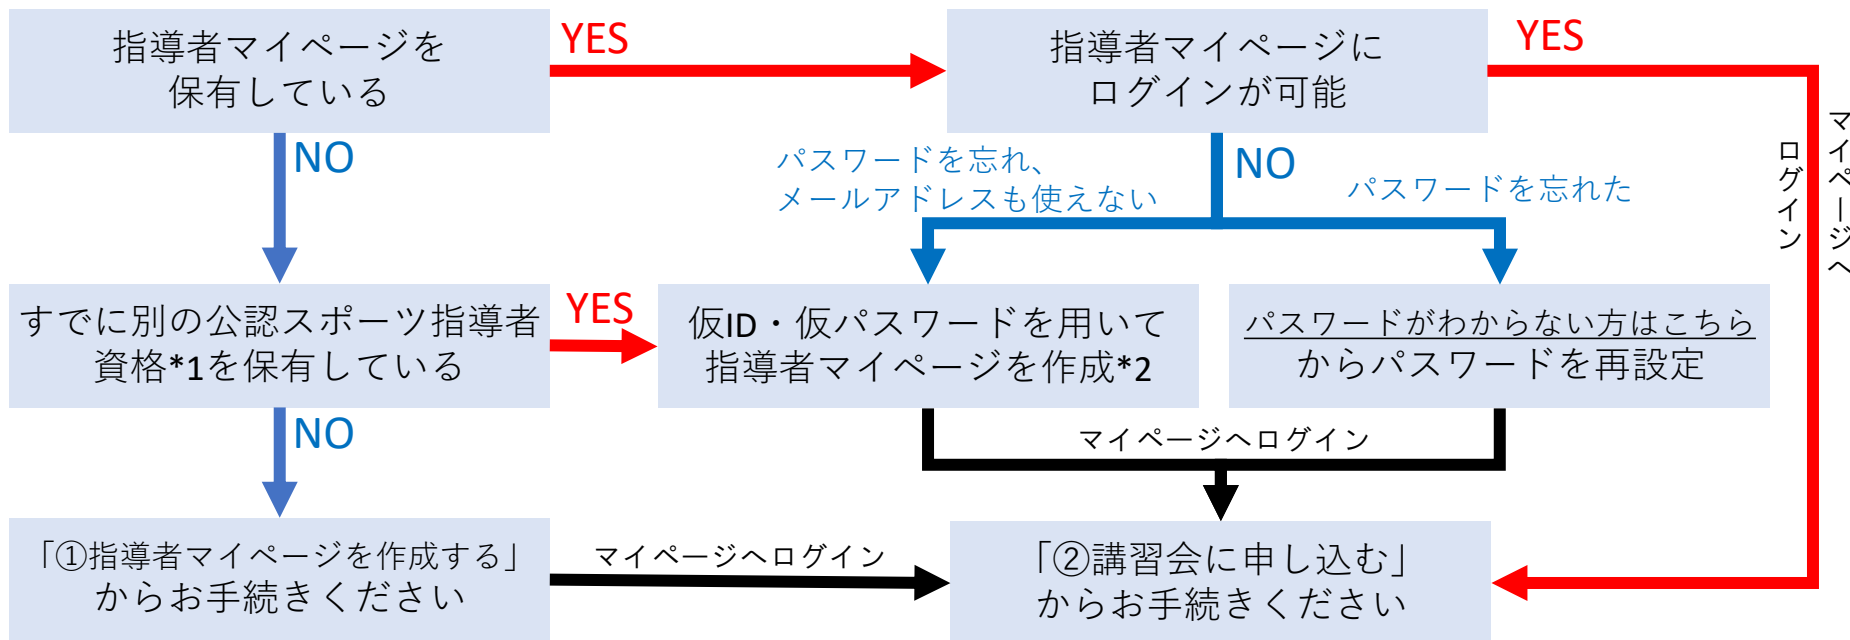 指導者マイページを
保有している
YES
指導者マイページに
ログインが可能
YES
マイページへ
ログイン
NO
パスワードを忘れ、
メールアドレスも使えない
NO
パスワードを忘れた
すでに別の公認スポーツ指導者
資格*1を保有している
YES
仮ID・仮パスワードを用いて
指導者マイページを作成*2
パスワードがわからない方はこちら
からパスワードを再設定
NO
マイページへログイン
「①指導者マイページを作成する」
からお手続きください
マイページへログイン
「②講習会に申し込む」
からお手続きください